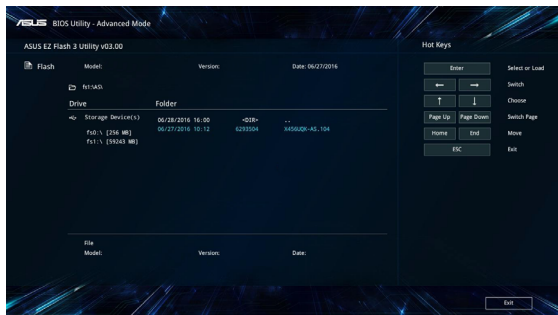 ASUS BIOS Utility - Advanced Mode
ASUS EZ Flash 3 Utility v03.00
Flash
Model: Version: Date: 06/27/2016
fs1:\AS\
Drive Folder
Storage Device(s)
fs0:\ [256 MB]
fs1:\ [59243 MB]
06/28/2016 16:00 <DIR> ..
06/27/2016 10:12 6293504 X456UQK-AS.104
File
Model: Version: Date:
Hot Keys
Enter Select or Load
← → Switch
↑ ↓ Choose
Page Up Page Down Switch Page
Home End Move
ESC Exit
Exit